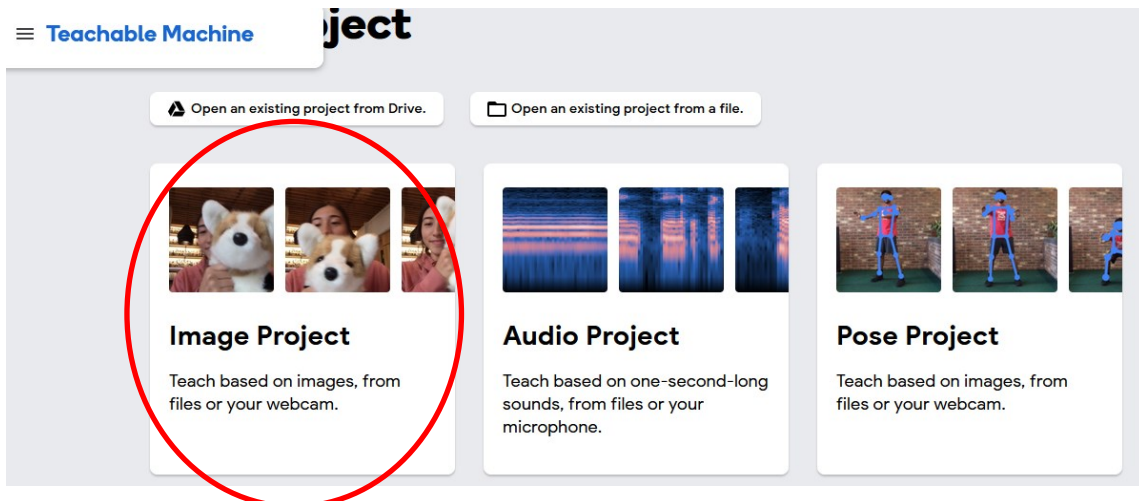 Teachable Machine
ject
Open an existing project from Drive.
Open an existing project from a file.
Image Project
Teach based on images, from
files or your webcam.
Audio Project
Teach based on one-second-long
sounds, from files or your
microphone.
Pose Project
Teach based on images, from
files or your webcam.